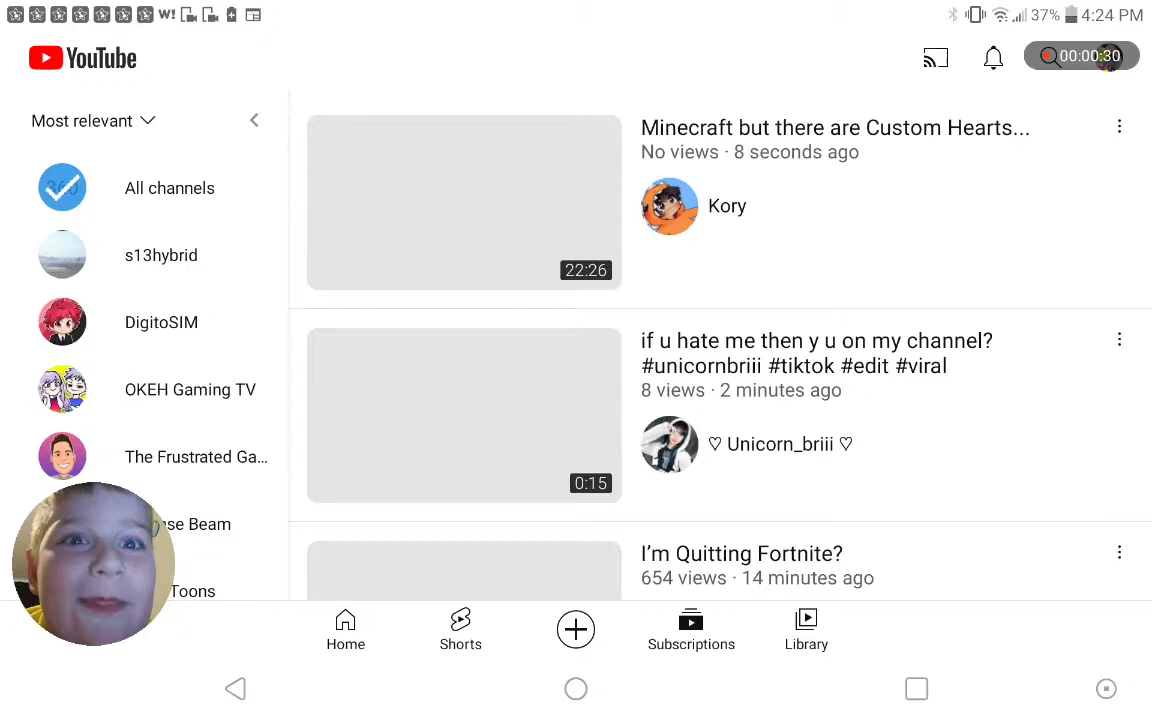 W! 37% 4:24 PM
YouTube
00:00:30
Most relevant
All channels
s13hybrid
DigitoSIM
OKEH Gaming TV
The Frustrated Ga...
se Beam
Toons
Minecraft but there are Custom Hearts...
No views · 8 seconds ago
Kory
22:26
if u hate me then y u on my channel?
#unicornbriii #tiktok #edit #viral
8 views · 2 minutes ago
♡ Unicorn_briii ♡
0:15
I’m Quitting Fortnite?
654 views · 14 minutes ago
Home
Shorts
Subscriptions
Library